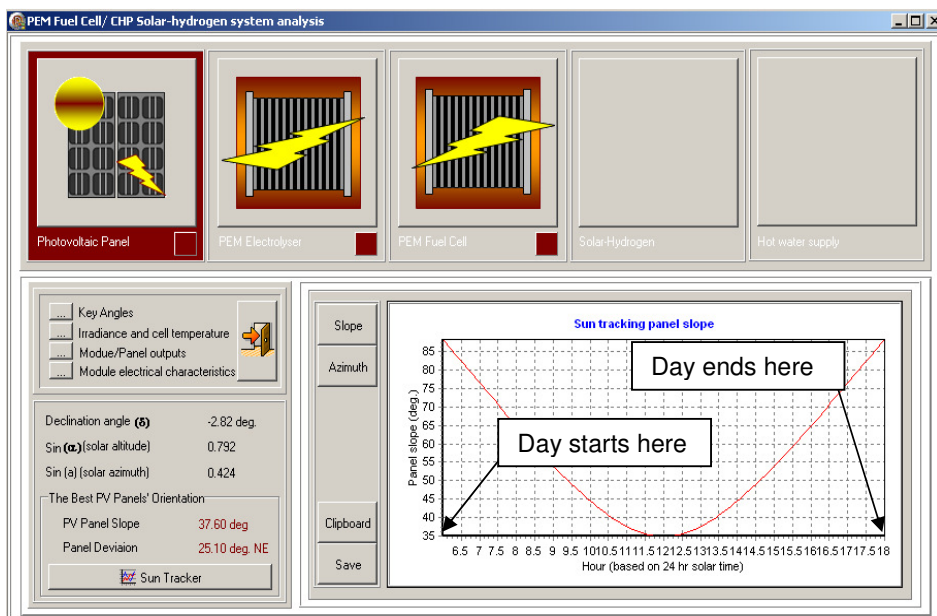 PEM Fuel Cell/ CHP Solar-hydrogen system analysis
Photovoltaic Panel
PEM Electrolyser
PEM Fuel Cell
Solar-Hydrogen
Hot water supply
... Key Angles
... Irradiance and cell temperature
... Modue/Panel outputs
... Module electrical characteristics
Declination angle (δ) -2.82 deg.
Sin (α) (solar altitude) 0.792
Sin (a) (solar azimuth) 0.424
The Best PV Panels' Orientation
PV Panel Slope 37.60 deg
Panel Deviaion 25.10 deg. NE
Sun Tracker
Slope
Azimuth
Clipboard
Save
Sun tracking panel slope
Panel slope (deg.)
85
80
75
70
65
60
55
50
45
40
35
Day ends here
Day starts here
6.5 7 7.5 8 8.5 9 9.5 10 10.5 11 11.5 12 12.5 13 13.5 14 14.5 15 15.5 16 16.5 17 17.5 18
Hour (based on 24 hr solar time)